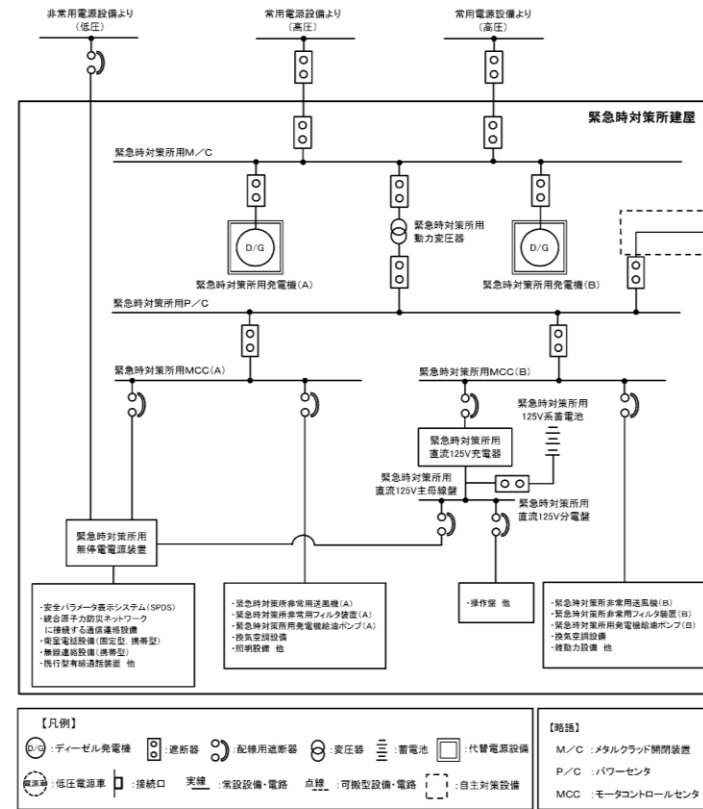 非常用電源設備より
(低圧)
常用電源設備より
(高圧)
常用電源設備より
(高圧)
緊急時対策所建屋
緊急時対策所用M/C
緊急時対策所用
動力変圧器
D/G
D/G
緊急時対策所用発電機(A)
緊急時対策所用発電機(B)
緊急時対策所用P/C
緊急時対策所用MCC(A)
緊急時対策所用MCC(B)
緊急時対策所用
125V系蓄電池
緊急時対策所用
直流125V充電器
緊急時対策所用
直流125V主母線盤
緊急時対策所用
直流125V分電盤
緊急時対策所用
無停電電源装置
・安全パラメータ表示システム(SPDS)
・統合原子力防災ネットワーク
に接続する通信連絡設備
・衛星電話設備(固定型、携帯型)
・無線連絡設備(携帯型)
・携行型有線通話装置 他
・緊急時対策所非常用送風機(A)
・緊急時対策所非常用フィルタ装置(A)
・緊急時対策所用発電機給油ポンプ(A)
・換気空調設備
・照明設備 他
・操作盤 他
・緊急時対策所非常用送風機(B)
・緊急時対策所非常用フィルタ装置(B)
・緊急時対策所用発電機給油ポンプ(B)
・換気空調設備
・雑動力設備 他
【凡例】
D/G :ディーゼル発電機 :遮断器 :配線用遮断器 :変圧器 :蓄電池 :代替電源設備
電源車 :低圧電源車 :接続口 実線 :常設設備・電路 点線 :可搬型設備・電路 :自主対策設備
【略語】
M/C :メタルクラッド開閉装置
P/C :パワーセンタ
MCC :モータコントロールセンタ